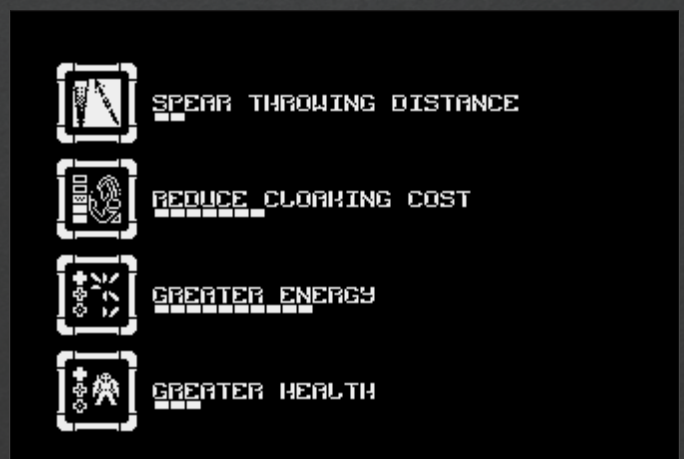 SPEAR THROWING DISTANCE
REDUCE CLOAKING COST
GREATER ENERGY
GREATER HEALTH